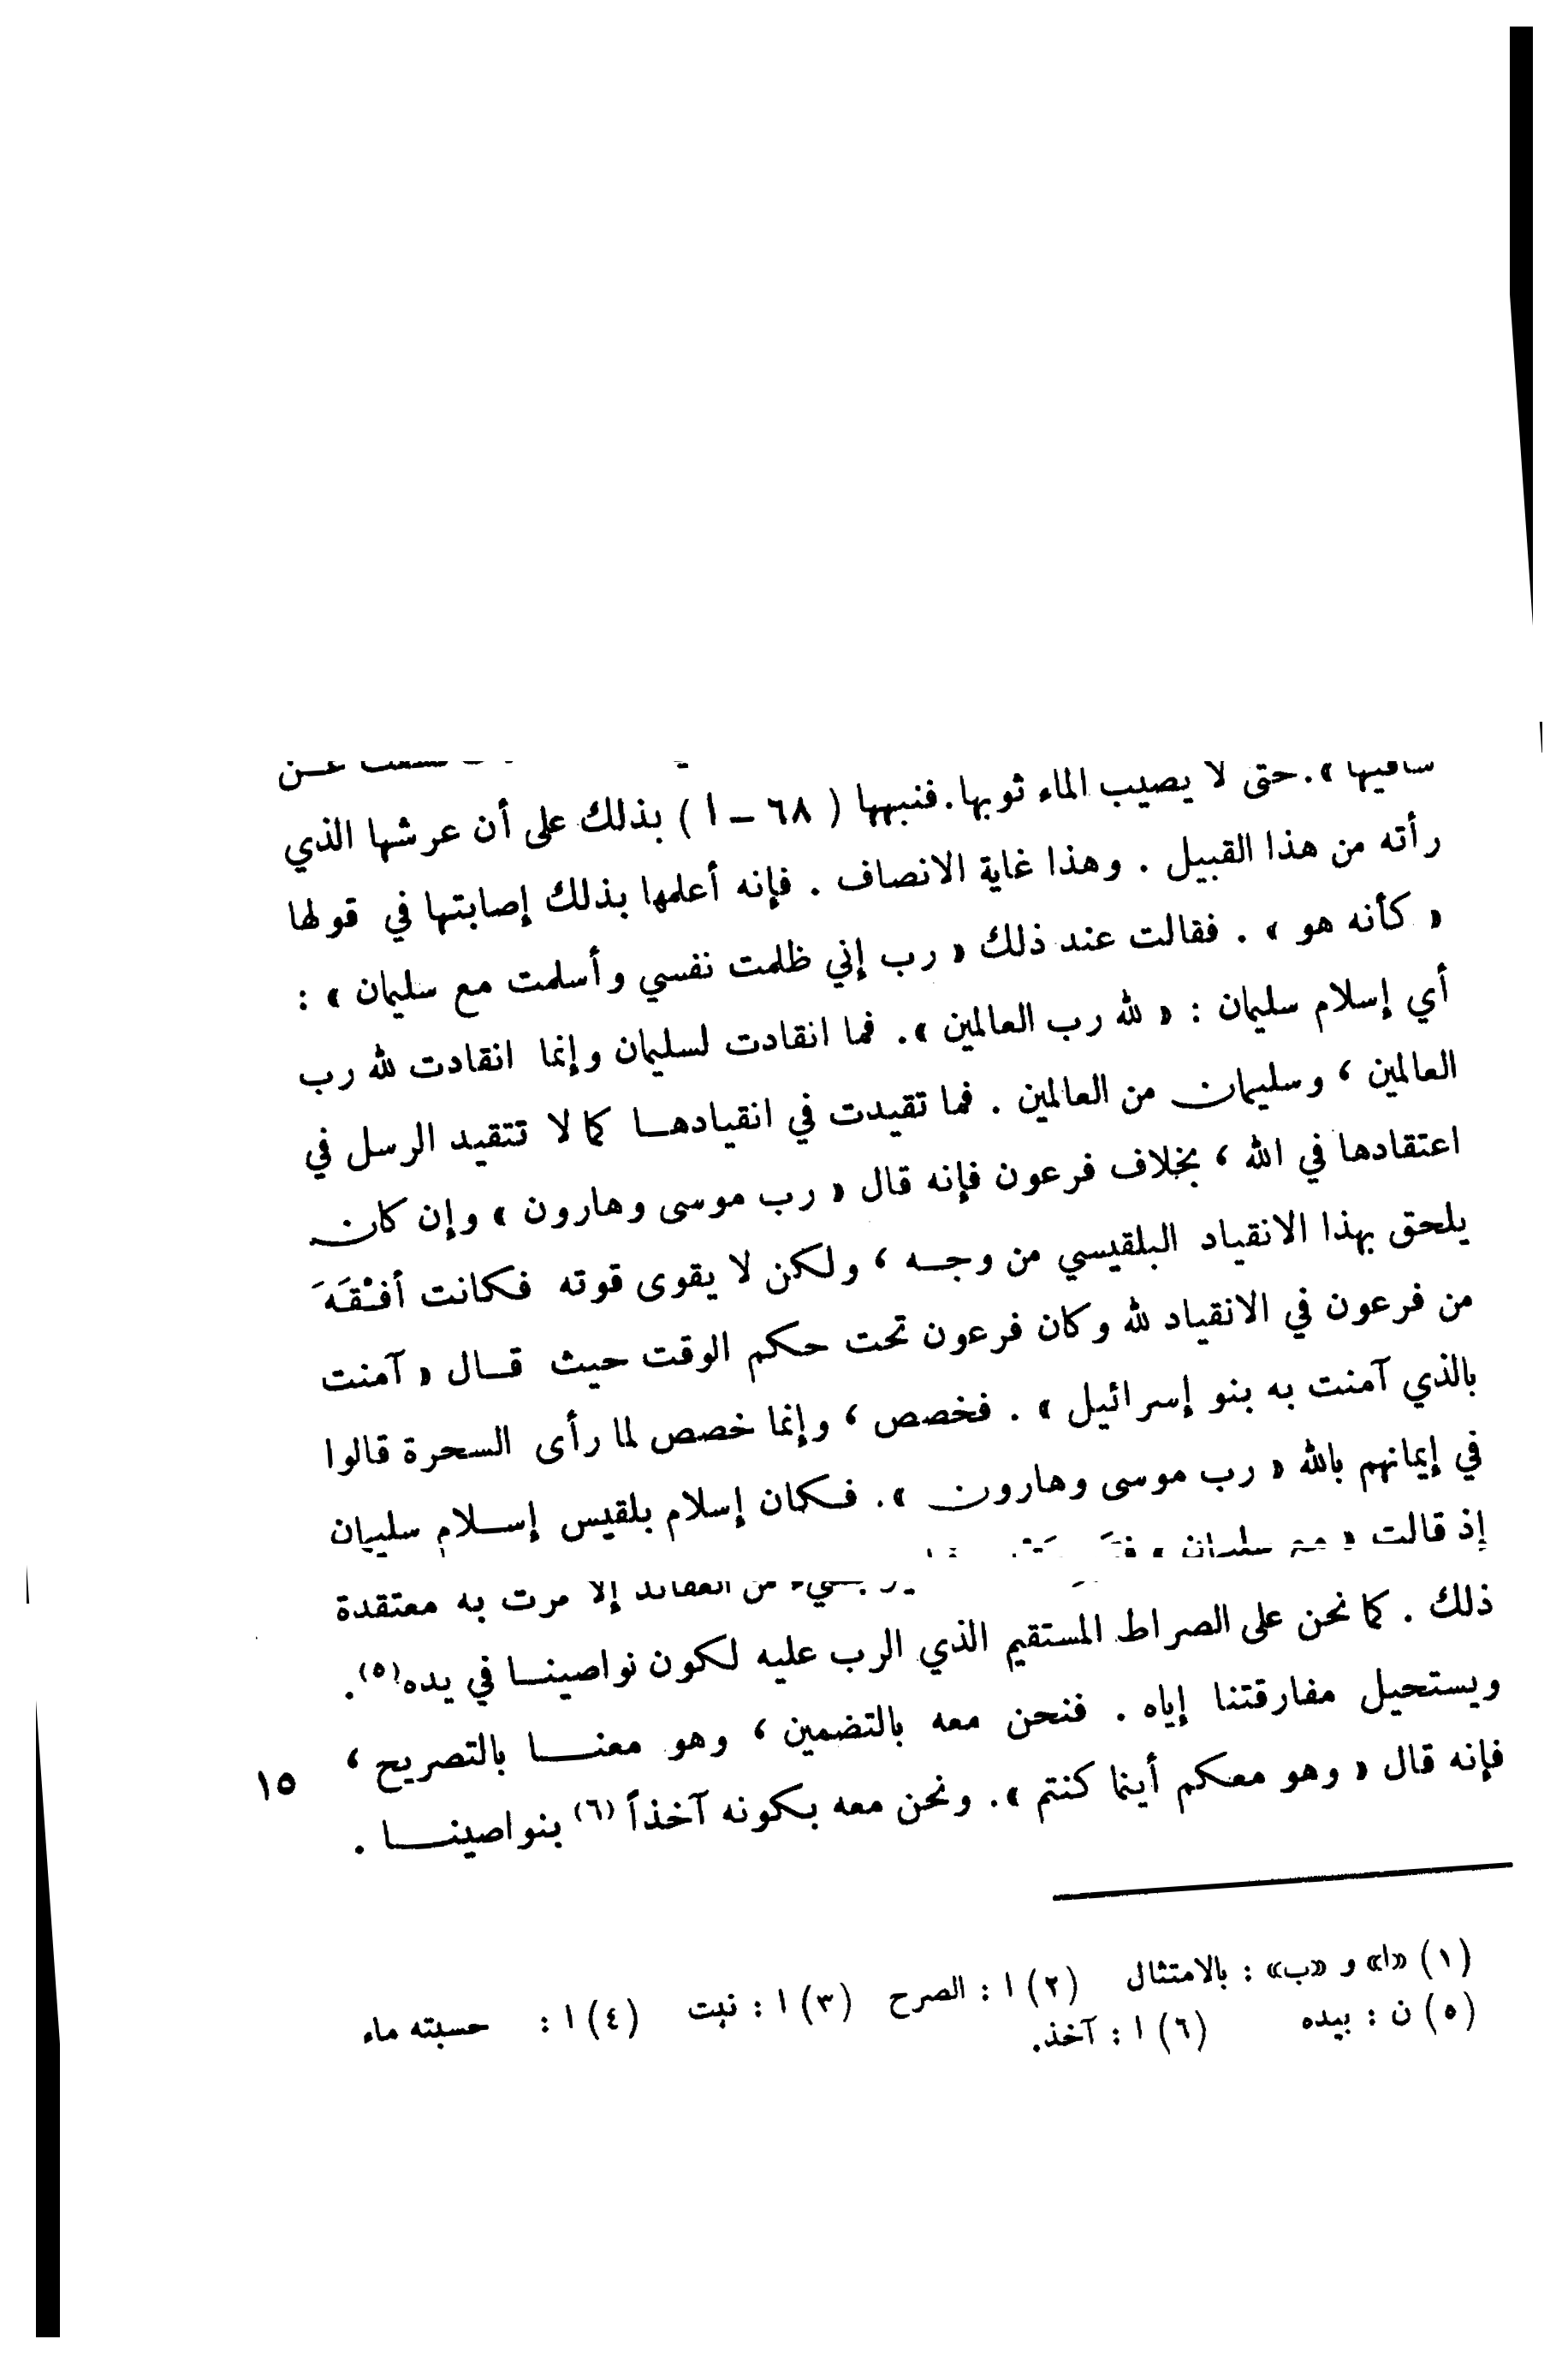 ساقيها ». حتى لا يصيب الماء ثوبها. فنبهها ( ٦٨ – ا ) بذلك على أن عرشها الذي
رأته من هذا القبيل . وهذا غاية الانصاف . فإنه أعلمها بذلك إصابتها في قولها
« كأنه هو » . فقالت عند ذلك « رب إني ظلمت نفسي وأسلمت مع سليمان » :
أي إسلام سليمان : « لله رب العالمين ». فما انقادت لسليمان وإنما انقادت لله رب
العالمين ، وسليمان من العالمين . فما تقيدت في انقيادها كما لا تتقيد الرسل في
اعتقادها في الله ، بخلاف فرعون فإنه قال « رب موسى وهارون » وإن كان
يلحق بهذا الانقياد البلقيسي من وجه ، ولكن لا يقوى قوته فكانت أفْقَهَ
من فرعون في الانقياد لله وكان فرعون تحت حكم الوقت حيث قال « آمنت
بالذي آمنت به بنو إسرائيل » . فخصص ، وإنما خصص لما رأى السحرة قالوا
في إيمانهم بالله « رب موسى وهارون ». فكان إسلام بلقيس إسلام سليمان
إذ قالت « مع سليمان »
من العقائد إلا مرت به معتقدة
ذلك . كما نحن على الصراط المستقيم الذي الرب عليه لكون نواصينا في يده(٥).
ويستحيل مفارقتنا إياه . فنحن معه بالتضمين ، وهو معنا بالتصريح ،
فإنه قال « وهو معكم أينما كنتم ». ونحن معه بكونه آخذاً (٦) بنواصينا .
١٥
(١) «ا» و «ب» : بالامتثال (٢) ا : الصرح (٣) ا : نبت (٤) ا : حسبته ماء
(٥) ن : بيده (٦) ا : آخذ.